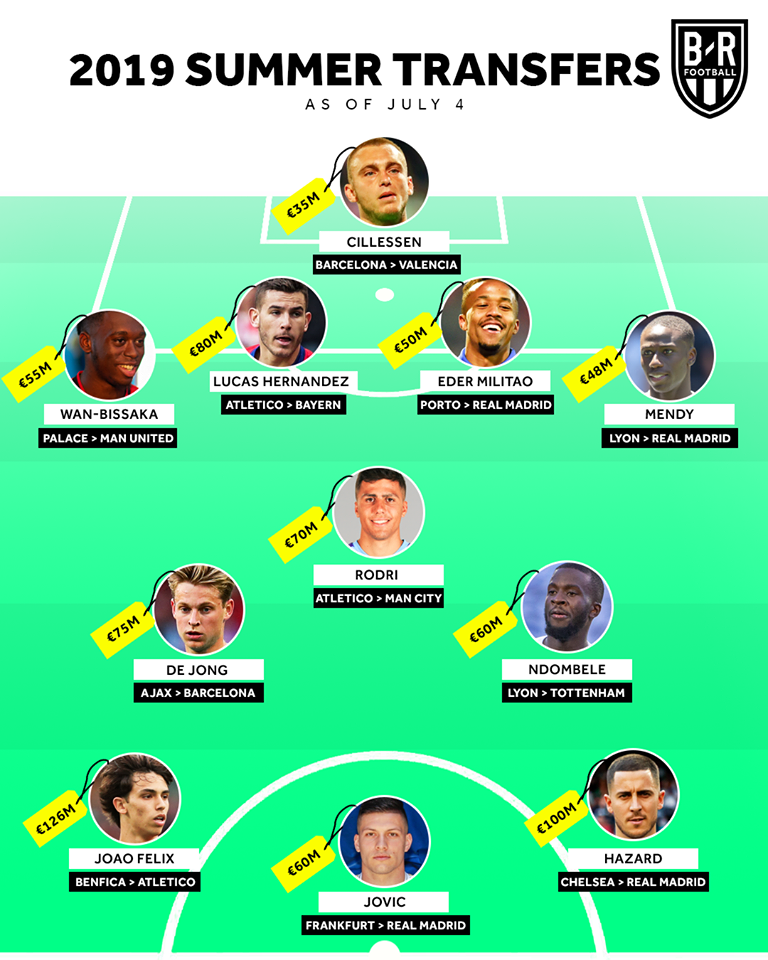 2019 SUMMER TRANSFERS
AS OF JULY 4
B-R
FOOTBALL
€35M
CILLESSEN
BARCELONA > VALENCIA
€55M
WAN-BISSAKA
PALACE > MAN UNITED
€80M
LUCAS HERNANDEZ
ATLETICO > BAYERN
€50M
EDER MILITAO
PORTO > REAL MADRID
€48M
MENDY
LYON > REAL MADRID
€70M
RODRI
ATLETICO > MAN CITY
€75M
DE JONG
AJAX > BARCELONA
€60M
NDOMBELE
LYON > TOTTENHAM
€126M
JOAO FELIX
BENFICA > ATLETICO
€60M
JOVIC
FRANKFURT > REAL MADRID
€100M
HAZARD
CHELSEA > REAL MADRID